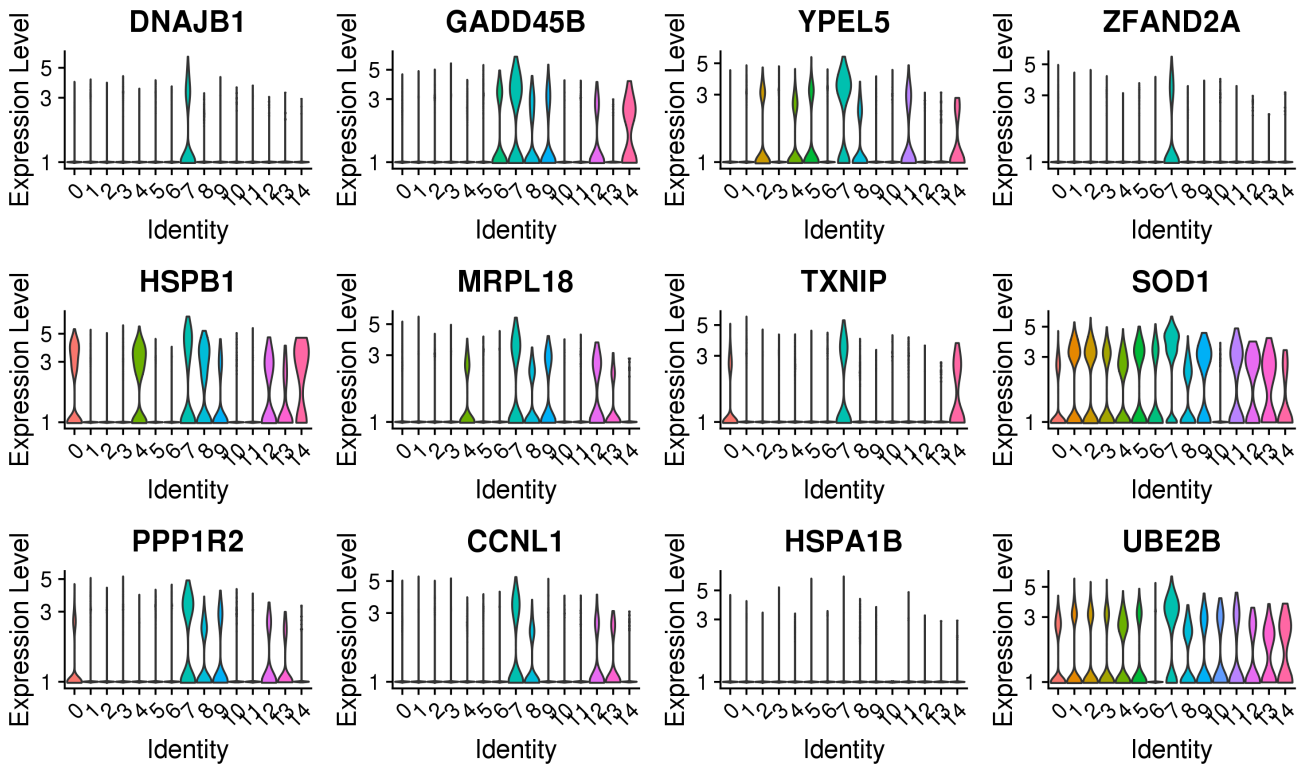 DNAJB1 GADD45B YPEL5 ZFAND2A
Expression Level Expression Level Expression Level Expression Level
5 5 5 5
3 3 3 3
1 1 1 1
0 1 2 3 4 5 6 7 8 9 10 11 12 13 14 0 1 2 3 4 5 6 7 8 9 10 11 12 13 14 0 1 2 3 4 5 6 7 8 9 10 11 12 13 14 0 1 2 3 4 5 6 7 8 9 10 11 12 13 14
Identity Identity Identity Identity
HSPB1 MRPL18 TXNIP SOD1
Expression Level Expression Level Expression Level Expression Level
5 5 5 5
3 3 3 3
1 1 1 1
0 1 2 3 4 5 6 7 8 9 10 11 12 13 14 0 1 2 3 4 5 6 7 8 9 10 11 12 13 14 0 1 2 3 4 5 6 7 8 9 10 11 12 13 14 0 1 2 3 4 5 6 7 8 9 10 11 12 13 14
Identity Identity Identity Identity
PPP1R2 CCNL1 HSPA1B UBE2B
Expression Level Expression Level Expression Level Expression Level
5 5 5 5
3 3 3 3
1 1 1 1
0 1 2 3 4 5 6 7 8 9 10 11 12 13 14 0 1 2 3 4 5 6 7 8 9 10 11 12 13 14 0 1 2 3 4 5 6 7 8 9 10 11 12 13 14 0 1 2 3 4 5 6 7 8 9 10 11 12 13 14
Identity Identity Identity Identity